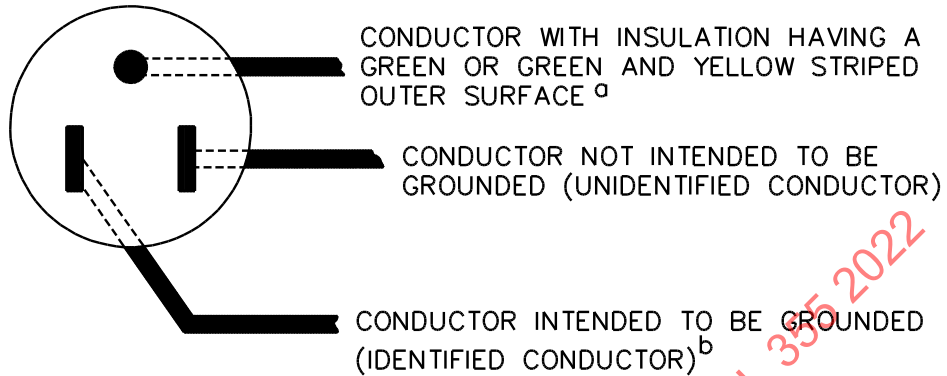 CONDUCTOR WITH INSULATION HAVING A
GREEN OR GREEN AND YELLOW STRIPED
OUTER SURFACE a
CONDUCTOR NOT INTENDED TO BE
GROUNDED (UNIDENTIFIED CONDUCTOR)
CONDUCTOR INTENDED TO BE GROUNDED
(IDENTIFIED CONDUCTOR) b
355 2022